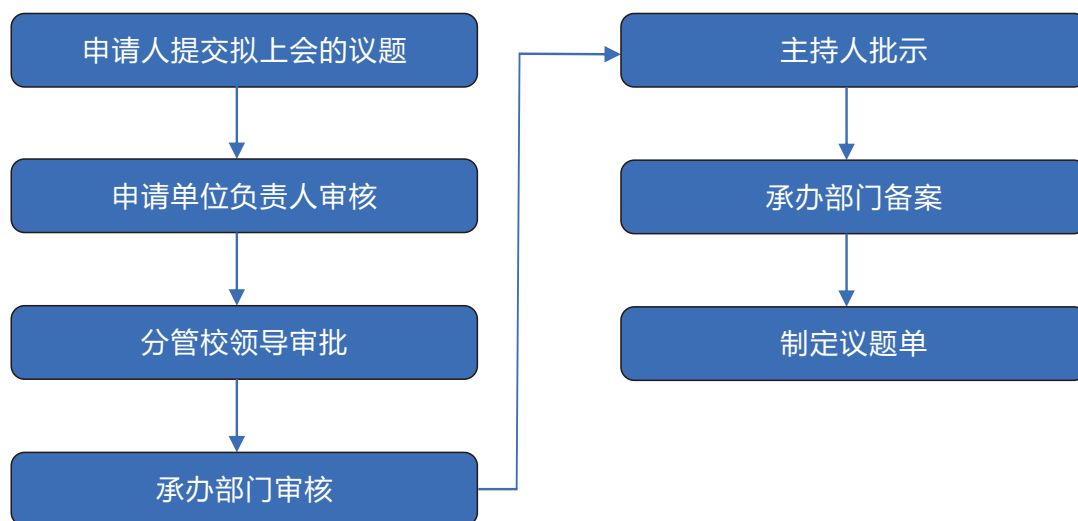 申请人提交拟上会的议题
申请单位负责人审核
分管校领导审批
承办部门审核
主持人批示
承办部门备案
制定议题单